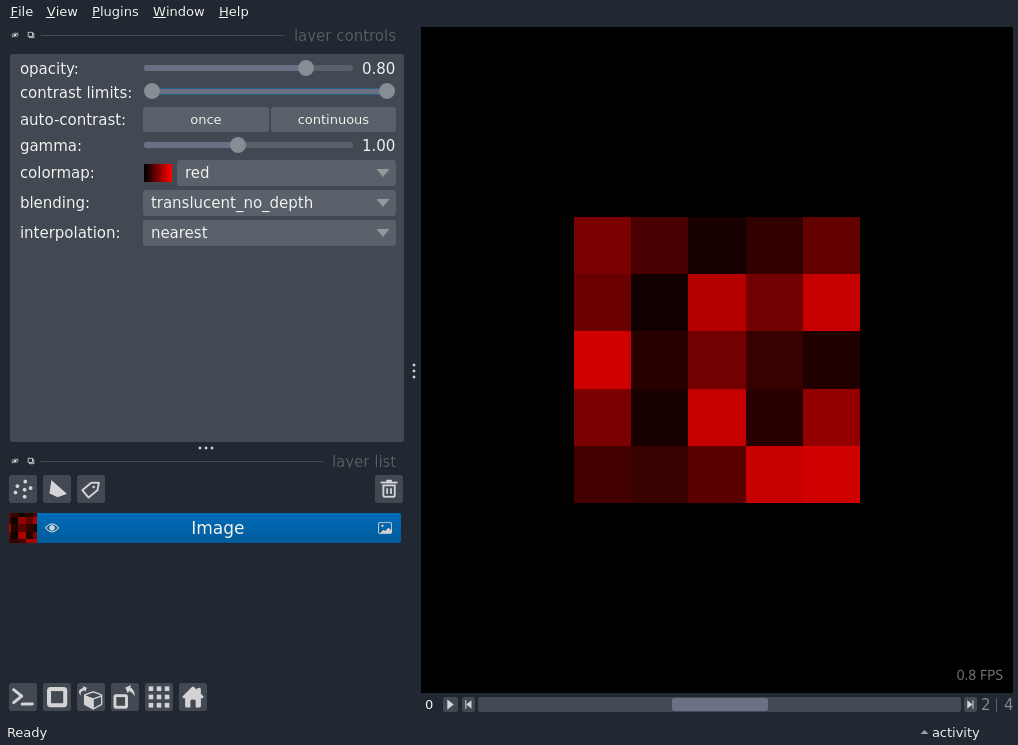 File View Plugins Window Help
layer controls
opacity: 0.80
contrast limits:
auto-contrast: once continuous
gamma: 1.00
colormap: red
blending: translucent_no_depth
interpolation: nearest
layer list
Image
0.8 FPS
0 2 | 4
Ready activity